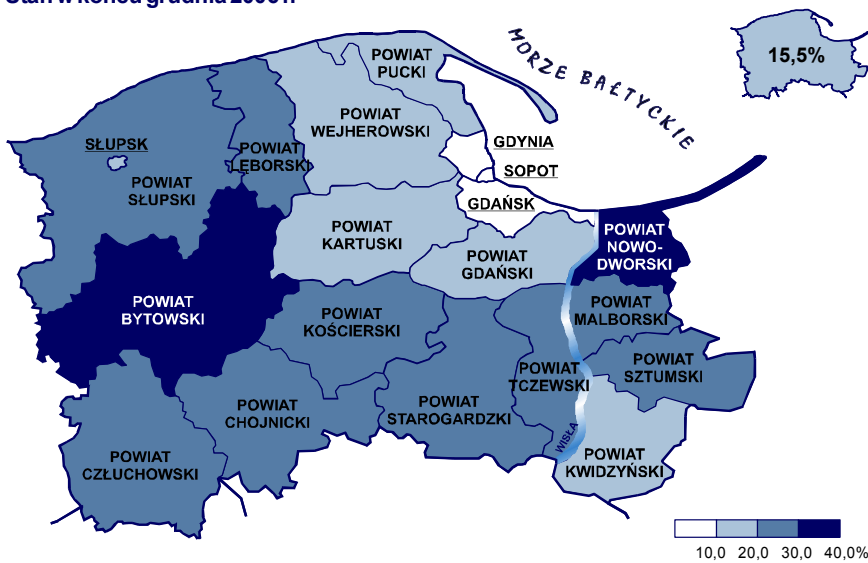 MORZE BAŁTYCKIE
15,5%
POWIAT
PUCKI
POWIAT
WEJHEROWSKI
GDYNIA
SOPOT
GDAŃSK
SŁUPSK
POWIAT
SŁUPSKI
POWIAT
LĘBORSKI
POWIAT
KARTUSKI
POWIAT
GDAŃSKI
POWIAT
NOWO-
DWORSKI
POWIAT
BYTOWSKI
POWIAT
KOŚCIERSKI
POWIAT
MALBORSKI
POWIAT
SZTUMSKI
POWIAT
TCZEWSKI
POWIAT
STAROGARDZKI
POWIAT
CHOJNICKI
POWIAT
CZŁUCHOWSKI
WISŁA
POWIAT
KWIDZYŃSKI
10,0 20,0 30,0 40,0%